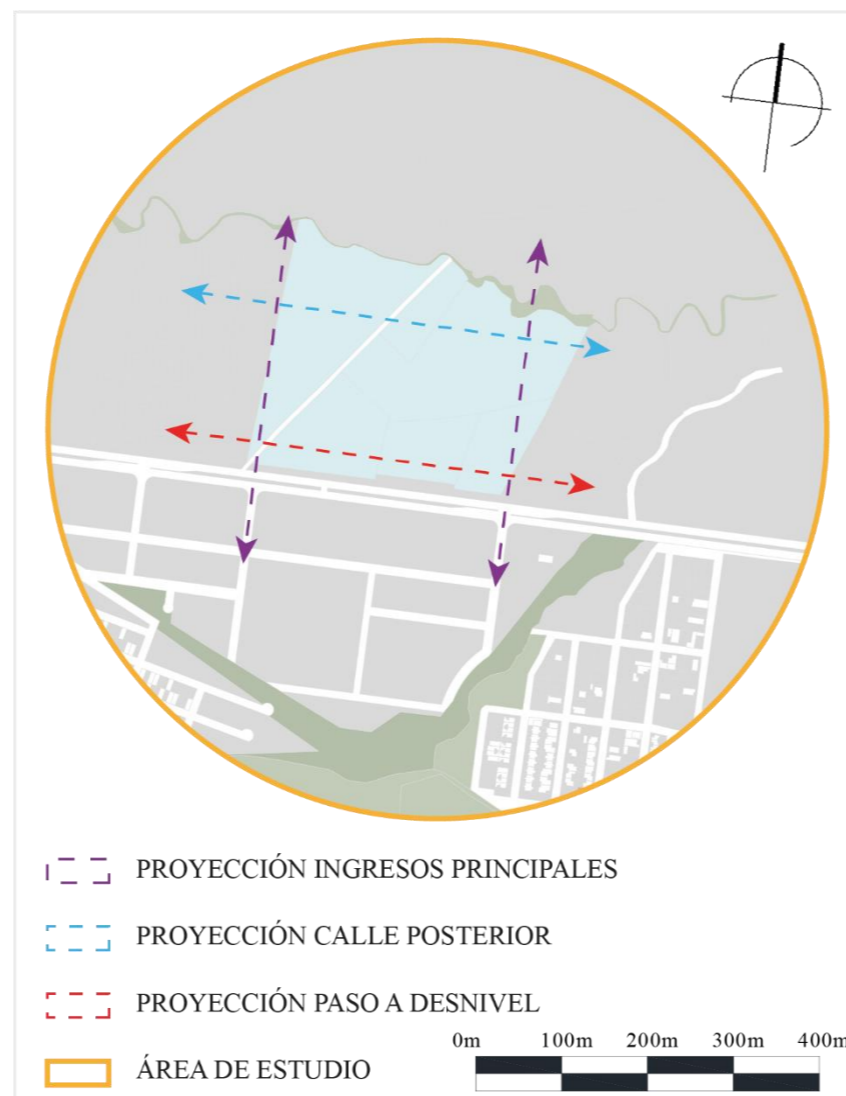 PROYECCIÓN INGRESOS PRINCIPALES
PROYECCIÓN CALLE POSTERIOR
PROYECCIÓN PASO A DESNIVEL
ÁREA DE ESTUDIO
0m 100m 200m 300m 400m